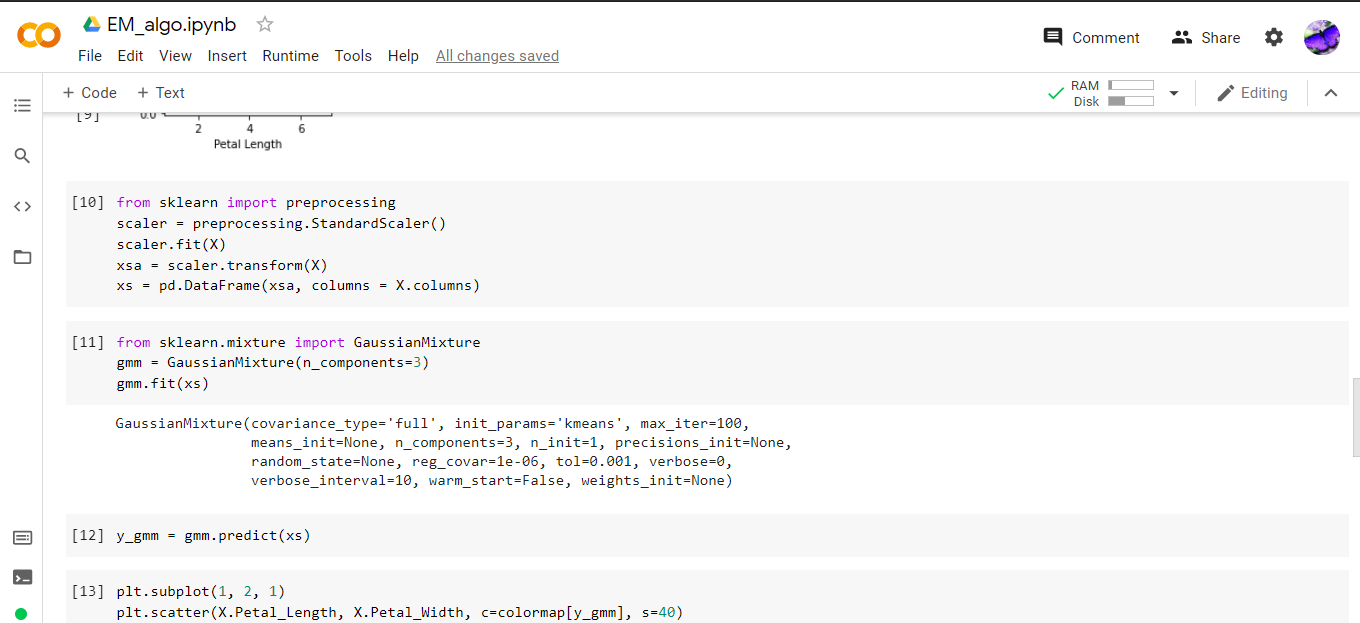 EM_algo.ipynb
File Edit View Insert Runtime Tools Help All changes saved
Comment Share
+ Code + Text
RAM
Disk
Editing
[9]
0.0
2 4 6
Petal Length
[10] from sklearn import preprocessing
scaler = preprocessing.StandardScaler()
scaler.fit(X)
xsa = scaler.transform(X)
xs = pd.DataFrame(xsa, columns = X.columns)
[11] from sklearn.mixture import GaussianMixture
gmm = GaussianMixture(n_components=3)
gmm.fit(xs)
GaussianMixture(covariance_type='full', init_params='kmeans', max_iter=100,
means_init=None, n_components=3, n_init=1, precisions_init=None,
random_state=None, reg_covar=1e-06, tol=0.001, verbose=0,
verbose_interval=10, warm_start=False, weights_init=None)
[12] y_gmm = gmm.predict(xs)
[13] plt.subplot(1, 2, 1)
plt.scatter(X.Petal_Length, X.Petal_Width, c=colormap[y_gmm], s=40)